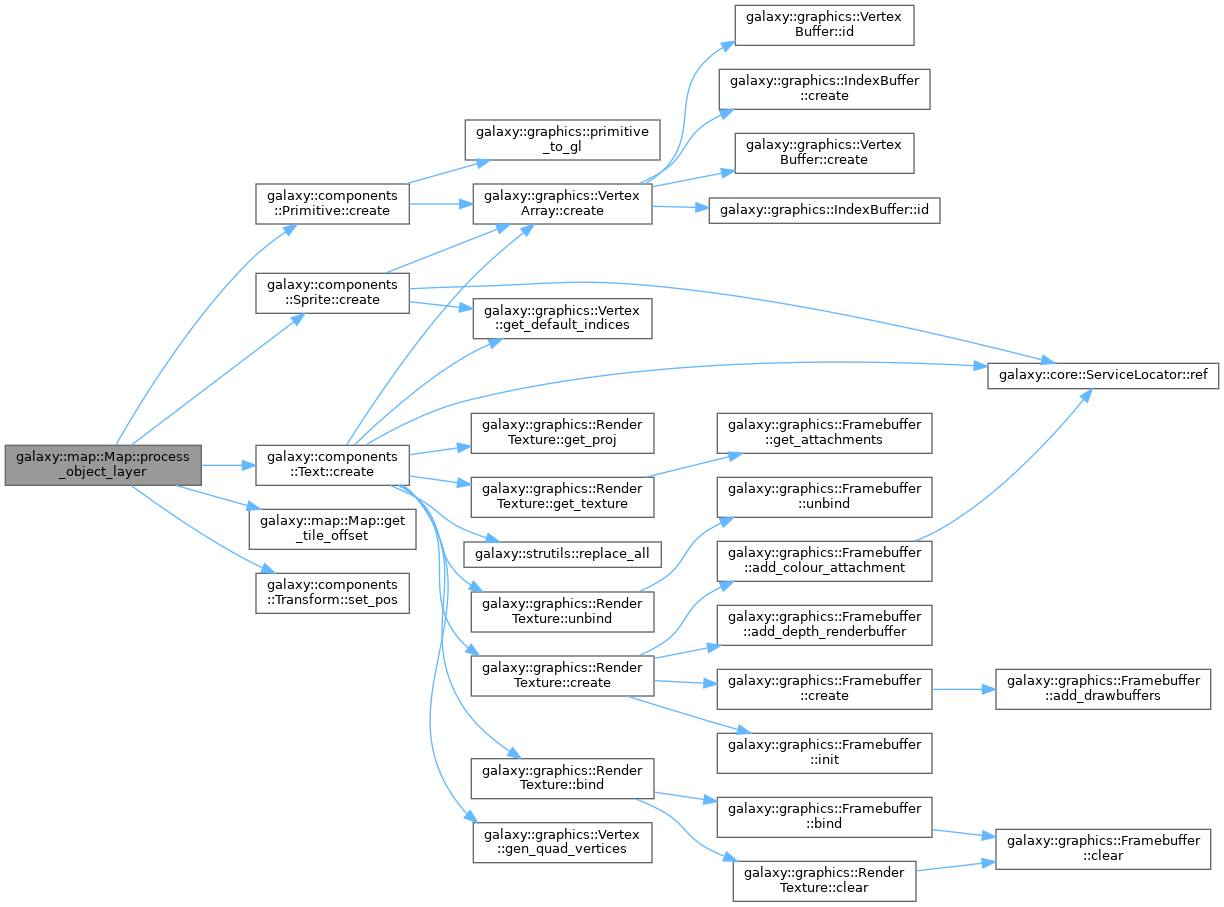 galaxy::map::Map::process
_object_layer
galaxy::components
::Primitive::create
galaxy::components
::Sprite::create
galaxy::components
::Text::create
galaxy::map::Map::get
_tile_offset
galaxy::components
::Transform::set_pos
galaxy::graphics::primitive
_to_gl
galaxy::graphics::Vertex
Array::create
galaxy::graphics::Vertex
::get_default_indices
galaxy::graphics::Render
Texture::get_proj
galaxy::graphics::Render
Texture::get_texture
galaxy::strutils::replace_all
galaxy::graphics::Render
Texture::unbind
galaxy::graphics::Render
Texture::create
galaxy::graphics::Render
Texture::bind
galaxy::graphics::Vertex
::gen_quad_vertices
galaxy::graphics::Vertex
Buffer::id
galaxy::graphics::IndexBuffer
::create
galaxy::graphics::Vertex
Buffer::create
galaxy::graphics::IndexBuffer::id
galaxy::graphics::Framebuffer
::get_attachments
galaxy::graphics::Framebuffer
::unbind
galaxy::graphics::Framebuffer
::add_colour_attachment
galaxy::graphics::Framebuffer
::add_depth_renderbuffer
galaxy::graphics::Framebuffer
::create
galaxy::graphics::Framebuffer
::init
galaxy::graphics::Framebuffer
::bind
galaxy::graphics::Render
Texture::clear
galaxy::core::ServiceLocator::ref
galaxy::graphics::Framebuffer
::add_drawbuffers
galaxy::graphics::Framebuffer
::clear